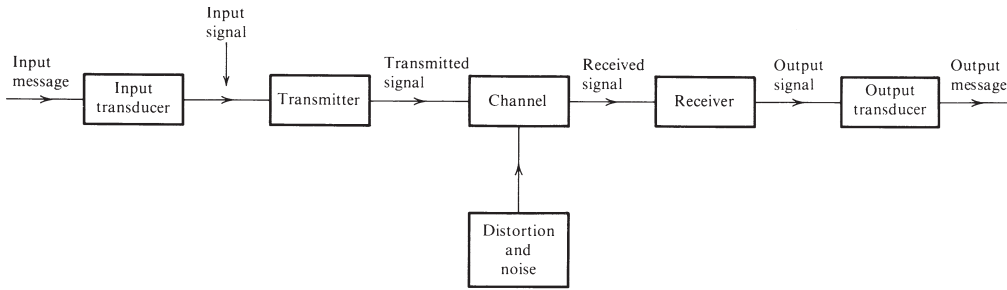 Input
signal
Input
message
Input
transducer
Transmitter
Transmitted
signal
Channel
Received
signal
Receiver
Output
signal
Output
transducer
Output
message
Distortion
and
noise